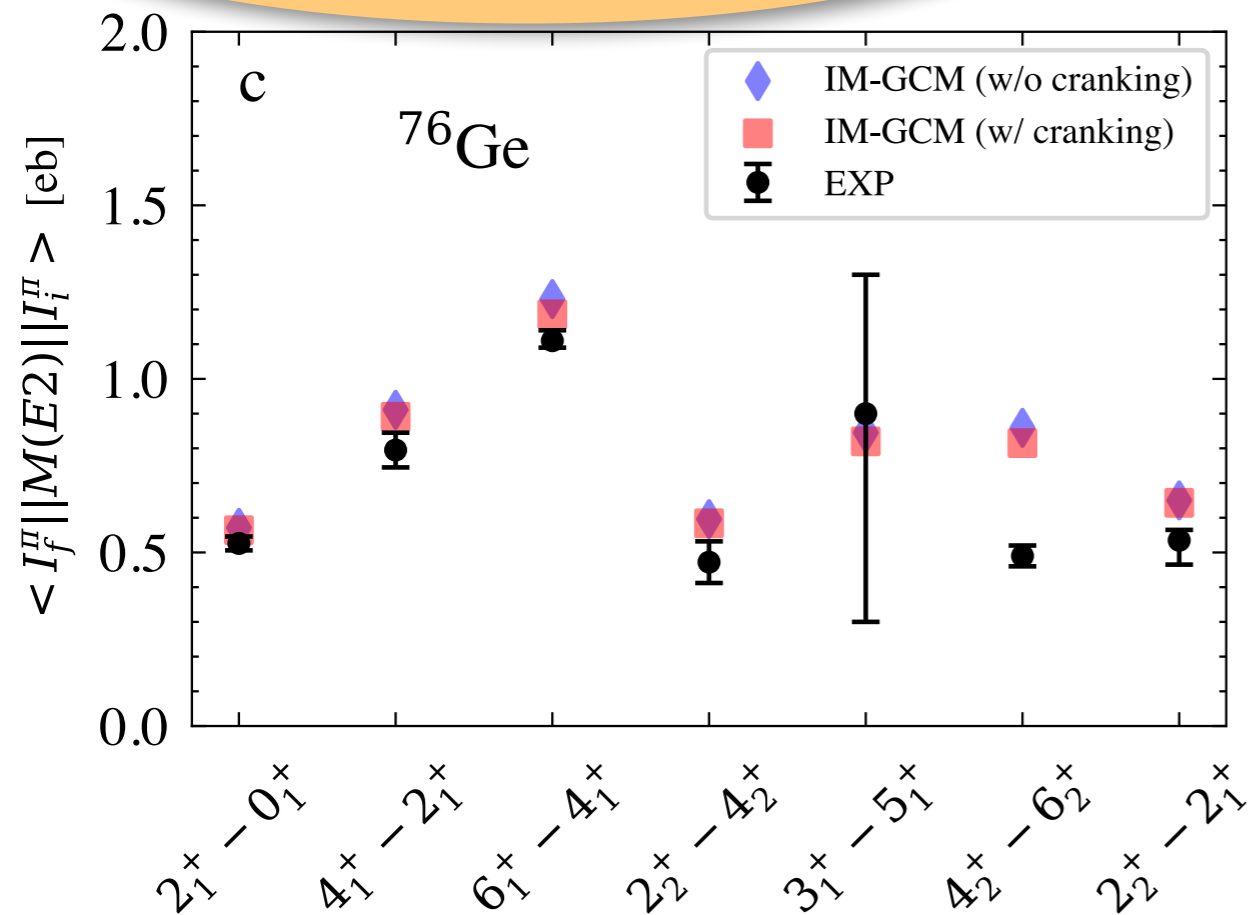 2.0
c
⁷⁶Ge
IM-GCM (w/o cranking)
IM-GCM (w/ cranking)
EXP
1.5
1.0
0.5
0.0
< I_f^π||M(E2)||I_i^π > [eb]
2₁⁺ − 0₁⁺
4₁⁺ − 2₁⁺
6₁⁺ − 4₁⁺
2₂⁺ − 4₂⁺
3₁⁺ − 5₁⁺
4₂⁺ − 6₂⁺
2₂⁺ − 2₁⁺